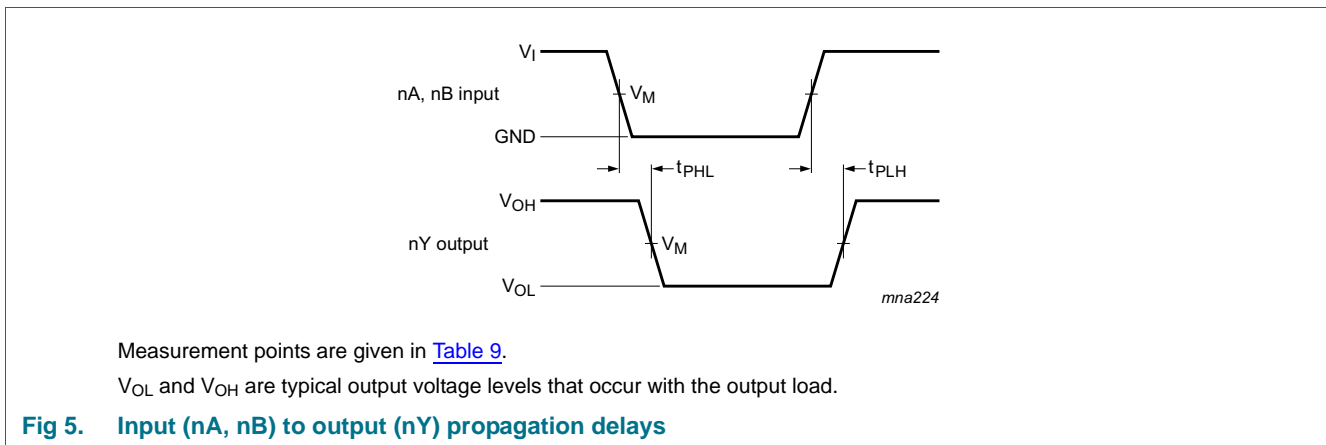 VI
nA, nB input
VM
GND
tPHL
tPLH
VOH
nY output
VM
VOL
mna224
Measurement points are given in Table 9.
VOL and VOH are typical output voltage levels that occur with the output load.
Fig 5. Input (nA, nB) to output (nY) propagation delays